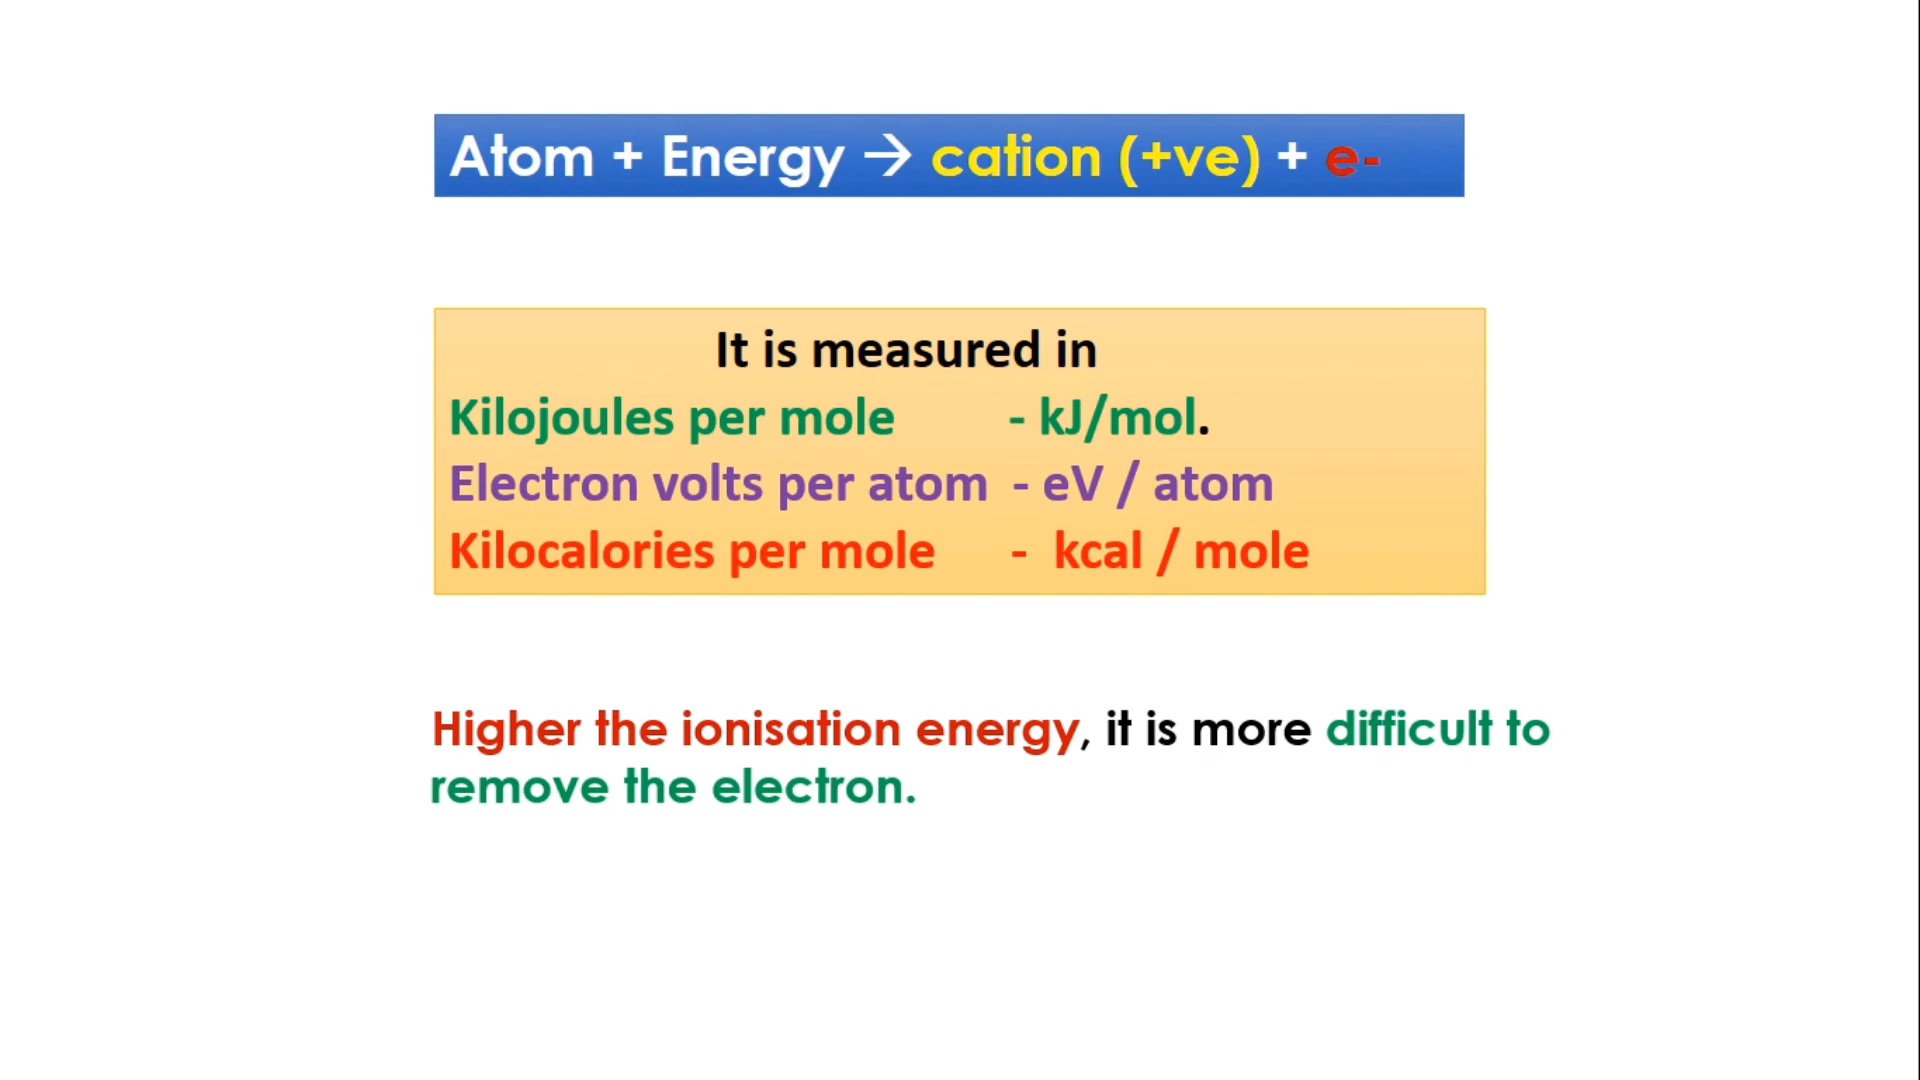 Atom + Energy → cation (+ve) + e-
It is measured in
Kilojoules per mole - kJ/mol.
Electron volts per atom - eV / atom
Kilocalories per mole - kcal / mole
Higher the ionisation energy, it is more difficult to
remove the electron.